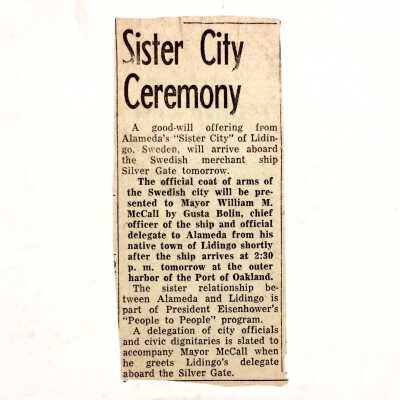 Sister City
Ceremony
A good-will offering from
Alameda's "Sister City" of Lidin-
go, Sweden, will arrive aboard
the Swedish merchant ship
Silver Gate tomorrow.
The official coat of arms of
the Swedish city will be pre-
sented to Mayor William M.
McCall by Gusta Bolin, chief
officer of the ship and official
delegate to Alameda from his
native town of Lidingo shortly
after the ship arrives at 2:30
p. m. tomorrow at the outer
harbor of the Port of Oakland.
The sister relationship be-
tween Alameda and Lidingo is
part of President Eisenhower's
"People to People" program.
A delegation of city officials
and civic dignitaries is slated to
accompany Mayor McCall when
he greets Lidingo's delegate
aboard the Silver Gate.